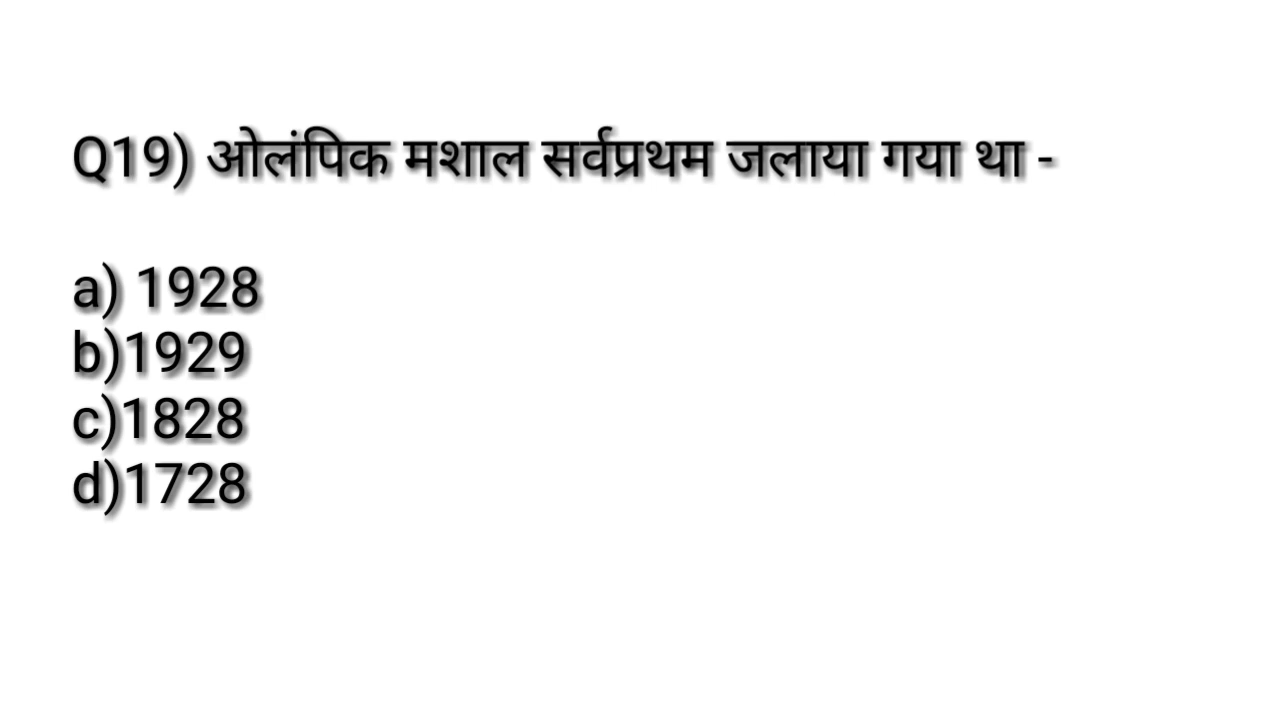 Q19) ओलंपिक मशाल सर्वप्रथम जलाया गया था -
a) 1928
b)1929
c)1828
d)1728